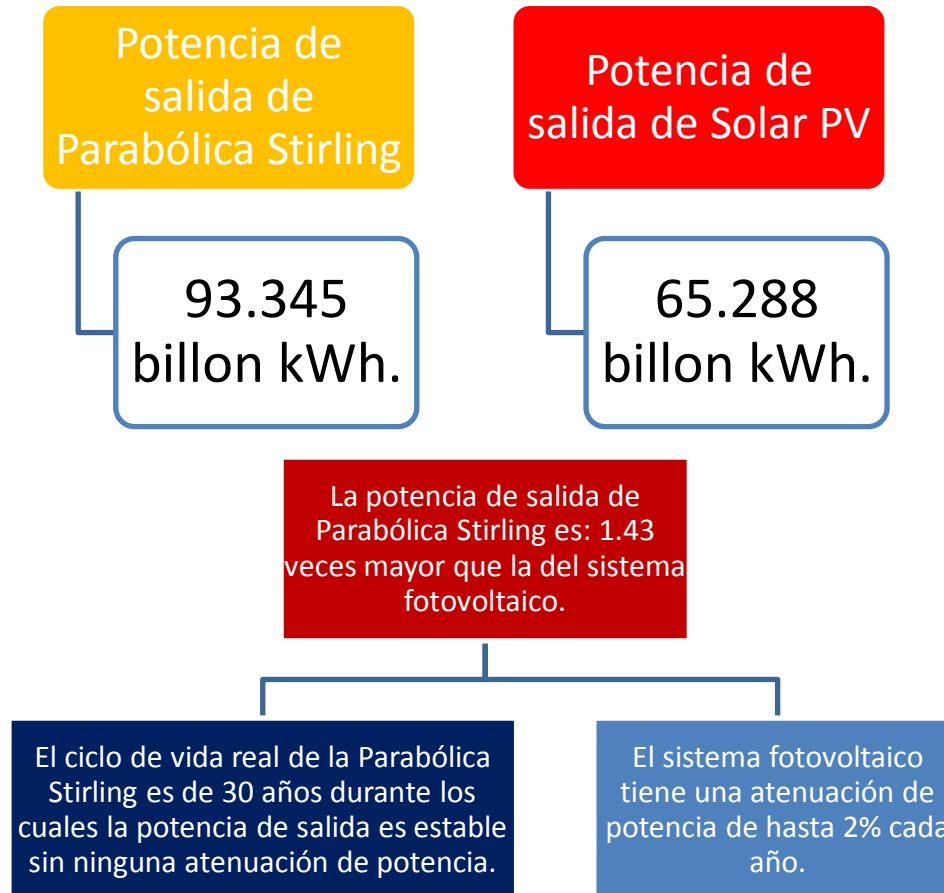 Potencia de
salida de
Parabólica Stirling
Potencia de
salida de Solar PV
93.345
billon kWh.
65.288
billon kWh.
La potencia de salida de
Parabólica Stirling es: 1.43
veces mayor que la del sistema
fotovoltaico.
El ciclo de vida real de la Parabólica
Stirling es de 30 años durante los
cuales la potencia de salida es estable
sin ninguna atenuación de potencia.
El sistema fotovoltaico
tiene una atenuación de
potencia de hasta 2% cada
año.